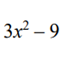 3x² − 9